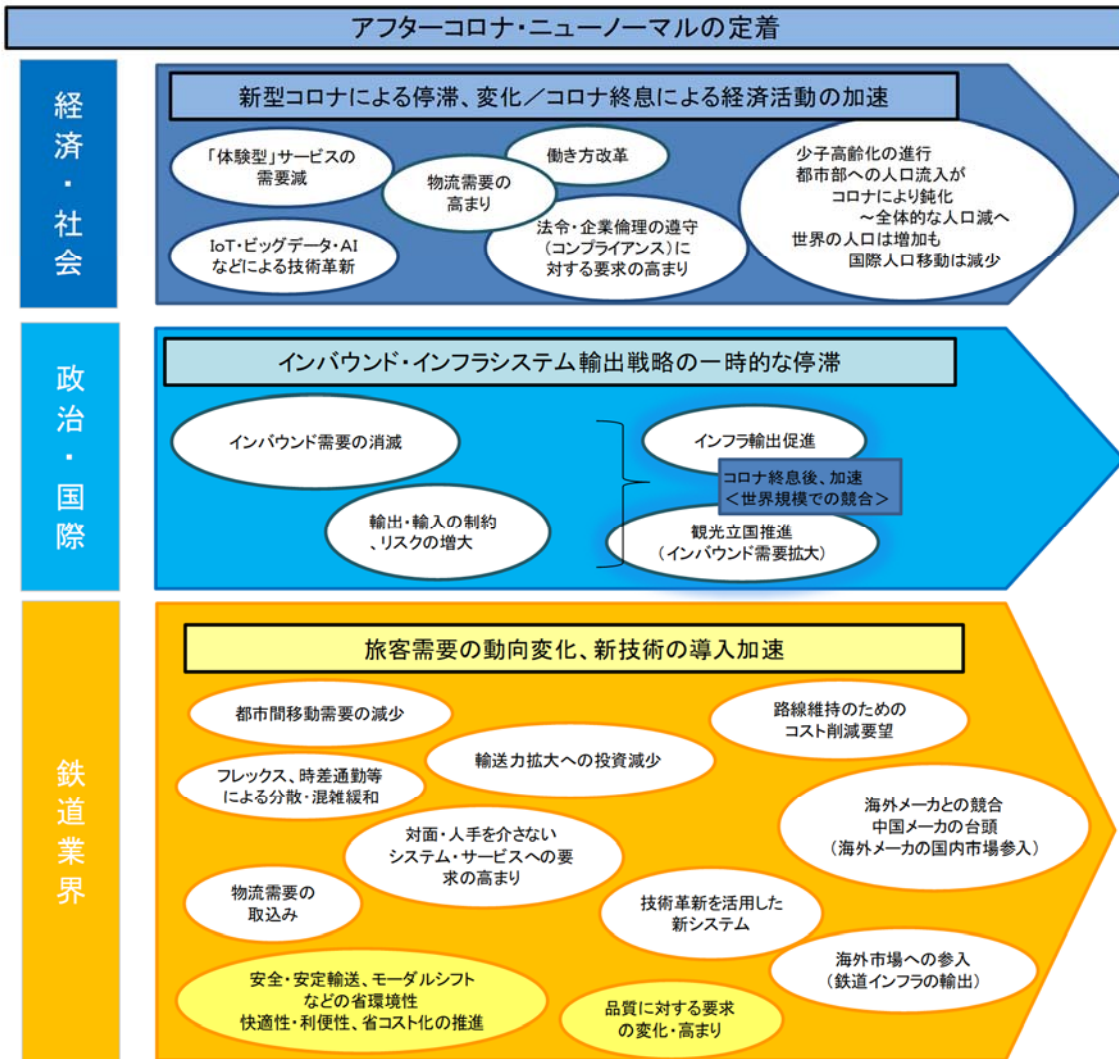 アフターコロナ・ニューノーマルの定着
経済・社会
新型コロナによる停滞、変化／コロナ終息による経済活動の加速
「体験型」サービスの
需要減
物流需要の
高まり
働き方改革
IoT・ビッグデータ・AI
などによる技術革新
法令・企業倫理の遵守
（コンプライアンス）に
対する要求の高まり
少子高齢化の進行
都市部への人口流入が
コロナにより鈍化
～全体的な人口減へ
世界の人口は増加も
国際人口移動は減少
政治・国際
インバウンド・インフラシステム輸出戦略の一時的な停滞
インバウンド需要の消滅
輸出・輸入の制約
、リスクの増大
インフラ輸出促進
コロナ終息後、加速
＜世界規模での競合＞
観光立国推進
（インバウンド需要拡大）
鉄道業界
旅客需要の動向変化、新技術の導入加速
都市間移動需要の減少
路線維持のための
コスト削減要望
輸送力拡大への投資減少
フレックス、時差通勤等
による分散・混雑緩和
海外メーカとの競合
中国メーカの台頭
（海外メーカの国内市場参入）
対面・人手を介さない
システム・サービスへの要
求の高まり
物流需要の
取込み
技術革新を活用した
新システム
海外市場への参入
（鉄道インフラの輸出）
安全・安定輸送、モーダルシフト
などの省環境性
快適性・利便性、省コスト化の推進
品質に対する要求
の変化・高まり